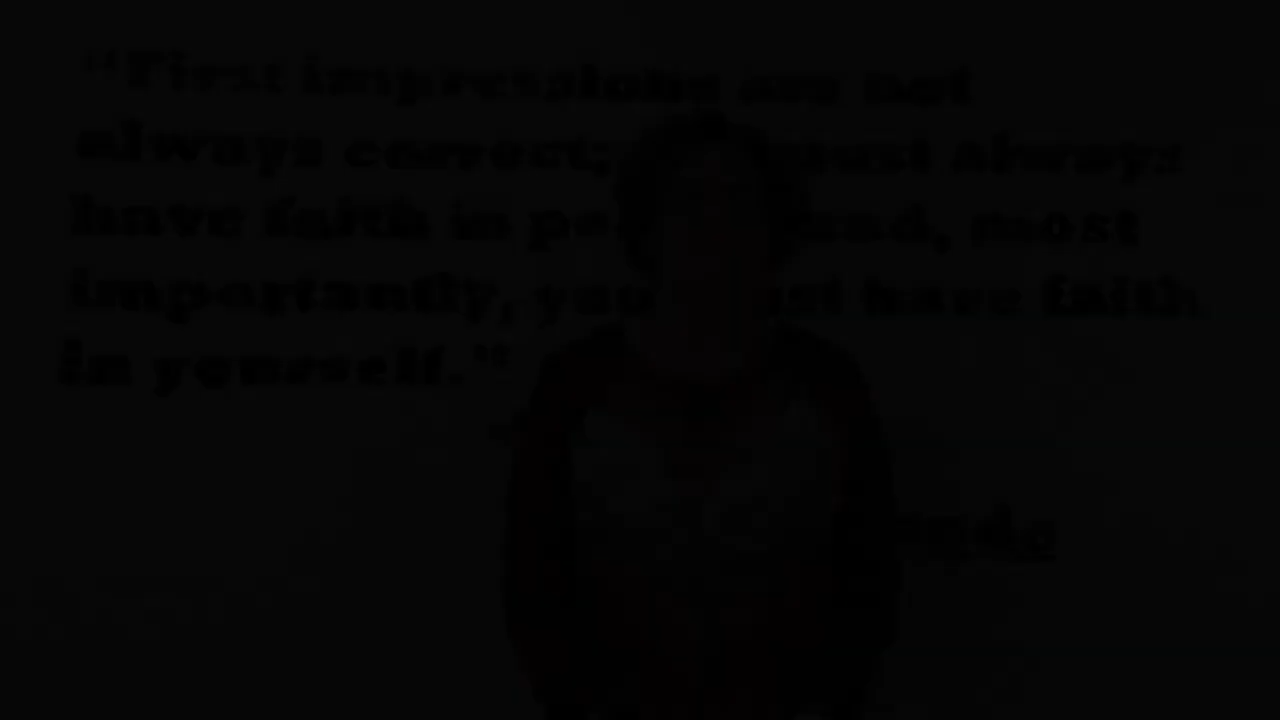 "First impressions are not
always correct; must always
have faith in and, most
importantly, you must have faith
in yourself."